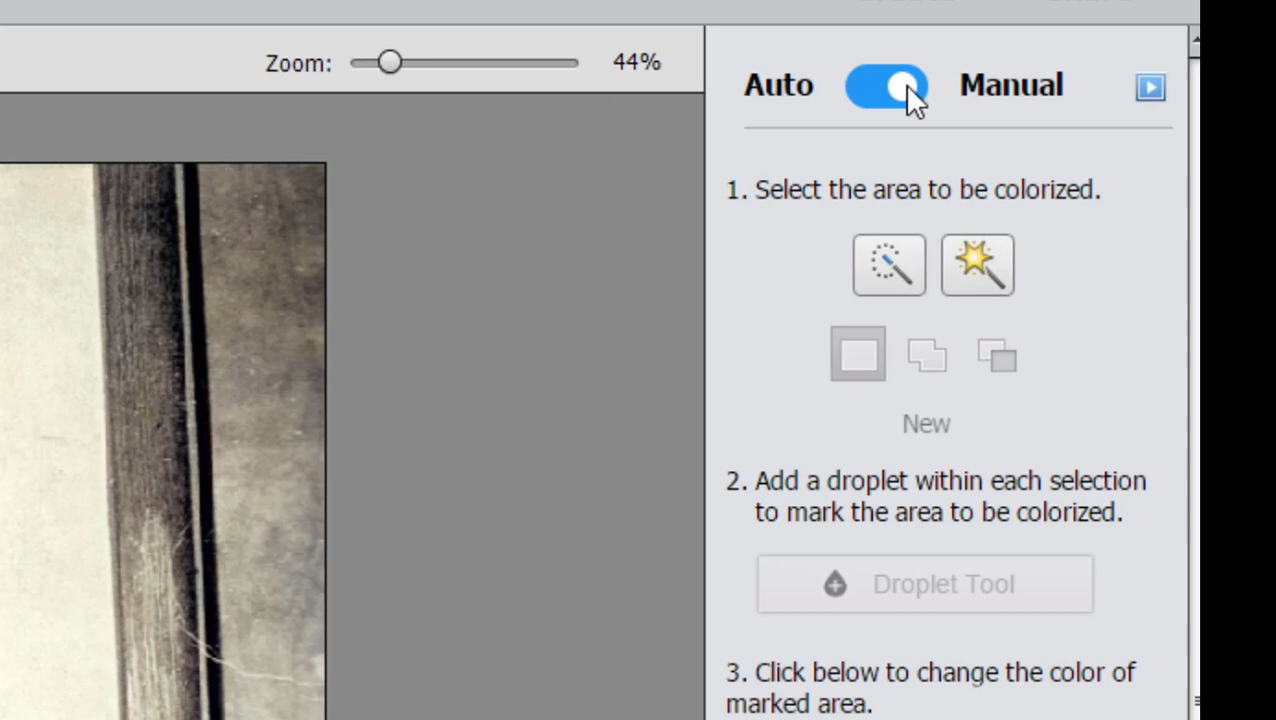 Zoom: 44%
Auto Manual
1. Select the area to be colorized.
New
2. Add a droplet within each selection
to mark the area to be colorized.
Droplet Tool
3. Click below to change the color of
marked area.